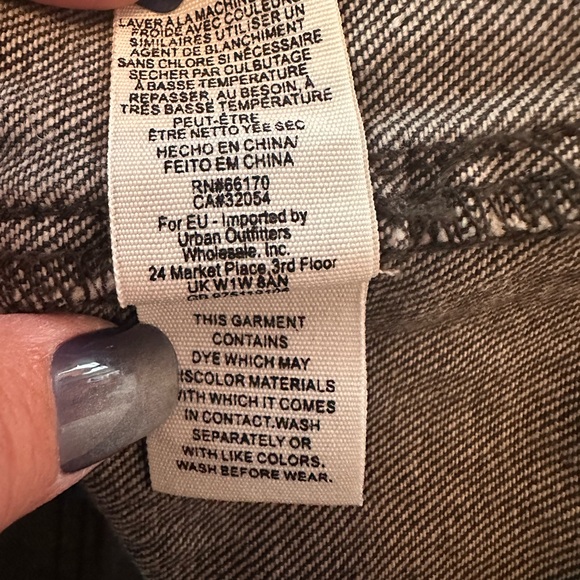 LAVER À LA MACHINE
FROIDE AVEC COULEURS
SIMILAIRES UTILISER UN
AGENT DE BLANCHIMENT
SANS CHLORE SI NÉCESSAIRE
SECHER PAR CULBUTAGE
À BASSE TEMPÉRATURE
REPASSER, AU BESOIN, À
TRÈS BASSE TEMPÉRATURE
PEUT-ÊTRE
ÊTRE NETTO YÉE SEC
HECHO EN CHINA/
FEITO EM CHINA
RN#66170
CA#32054
For EU - Imported by
Urban Outfitters
Wholesale, Inc.
24 Market Place,3rd Floor
UK W1W 8AN
THIS GARMENT
CONTAINS
DYE WHICH MAY
ISCOLOR MATERIALS
WITH WHICH IT COMES
IN CONTACT.WASH
SEPARATELY OR
WITH LIKE COLORS.
WASH BEFORE WEAR.